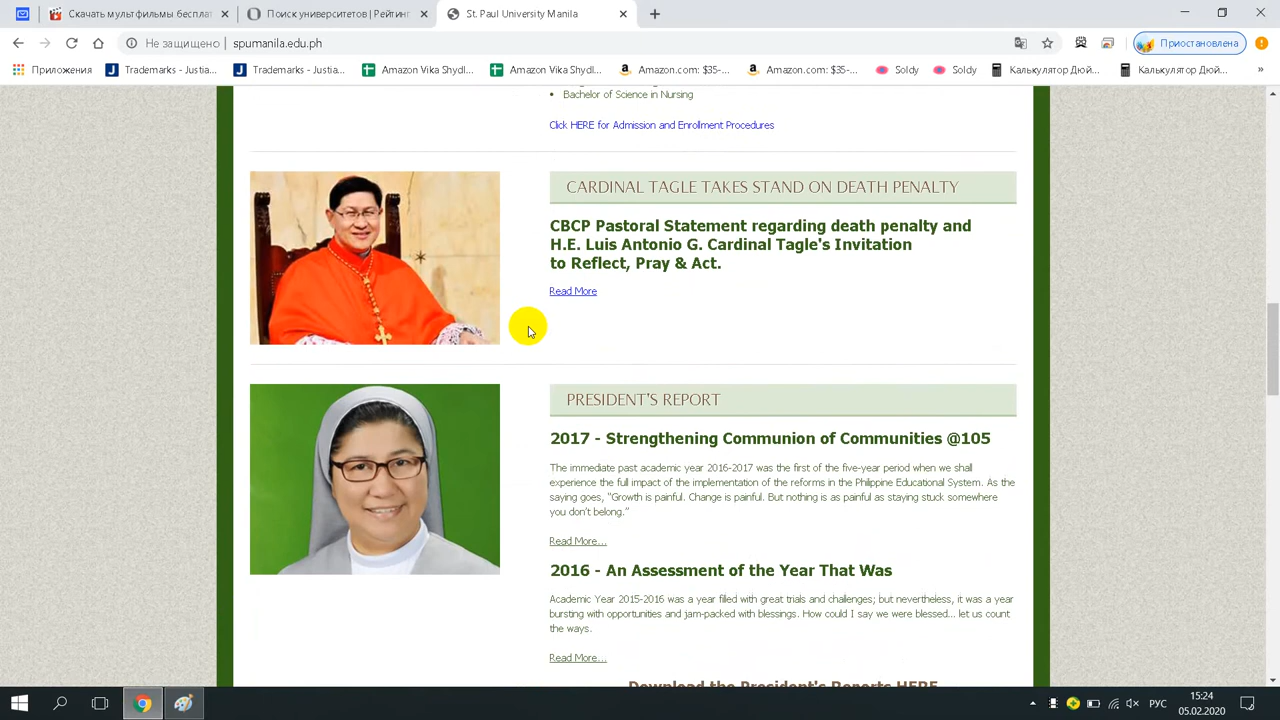 Скачать мультфильмы бесплат
Поиск университетов | Рейтинг
St. Paul University Manila
Не защищено | spumanila.edu.ph
Приостановлена
Приложения
Trademarks - Justia...
Trademarks - Justia...
Amazon Vika Shydl...
Amazon Vika Shydl...
Amazon.com: $35-...
Amazon.com: $35-...
Soldy
Soldy
Калькулятор Дюй...
Калькулятор Дюй...
»
Bachelor of Science in Nursing
Click HERE for Admission and Enrollment Procedures
CARDINAL TAGLE TAKES STAND ON DEATH PENALTY
CBCP Pastoral Statement regarding death penalty and
H.E. Luis Antonio G. Cardinal Tagle's Invitation
to Reflect, Pray & Act.
Read More
PRESIDENT'S REPORT
2017 - Strengthening Communion of Communities @105
The immediate past academic year 2016-2017 was the first of the five-year period when we shall
experience the full impact of the implementation of the reforms in the Philippine Educational System. As the
saying goes, "Growth is painful. Change is painful. But nothing is as painful as staying stuck somewhere
you don't belong."
Read More...
2016 - An Assessment of the Year That Was
Academic Year 2015-2016 was a year filled with great trials and challenges; but nevertheless, it was a year
bursting with opportunities and jam-packed with blessings. How could I say we were blessed... let us count
the ways.
Read More...
Download the President's Reports HERE
РУС
15:24
05.02.2020